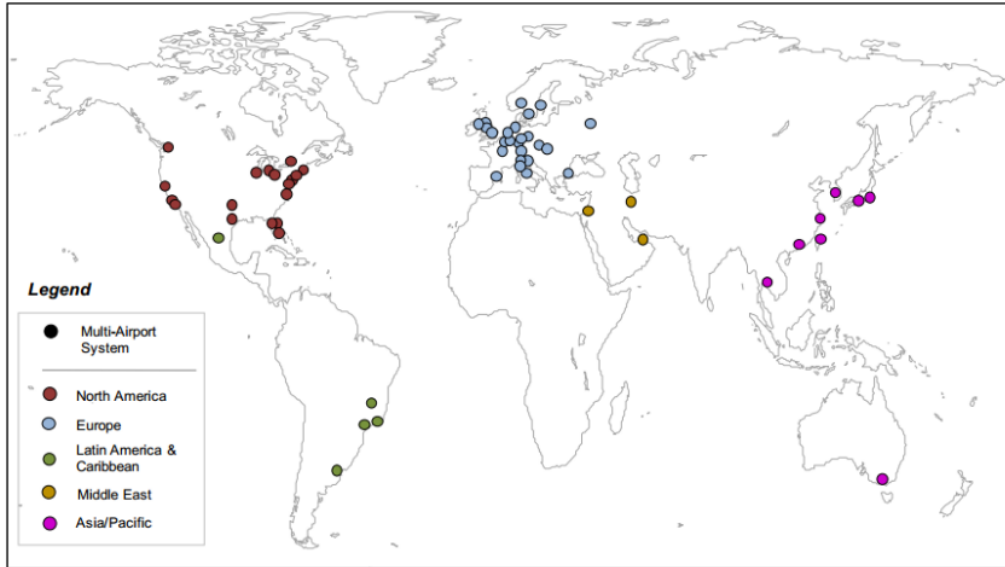 Legend
Multi-Airport
System
North America
Europe
Latin America &
Caribbean
Middle East
Asia/Pacific